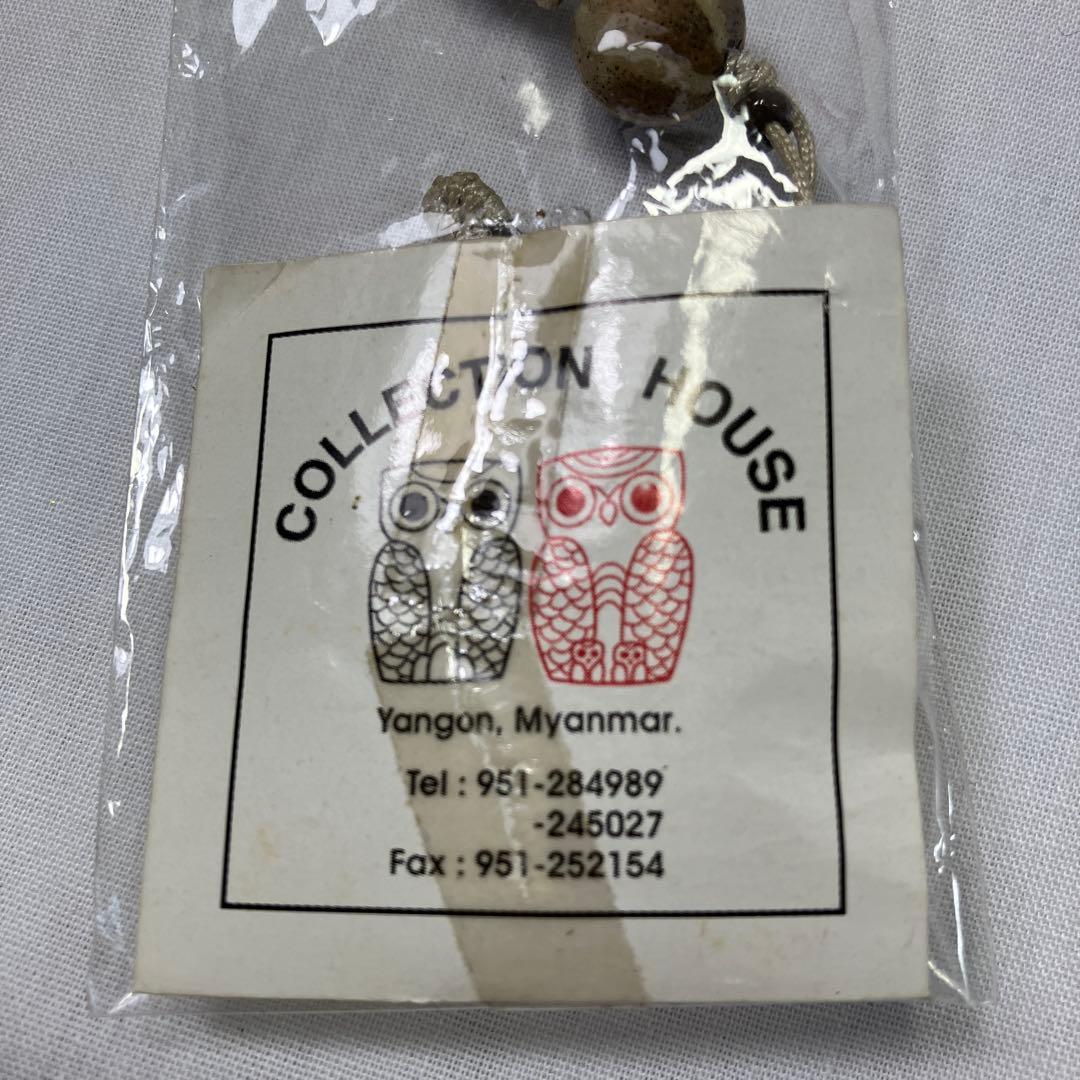 COLLECTION HOUSE
Yangon, Myanmar.
Tel : 951-284989
-245027
Fax : 951-252154